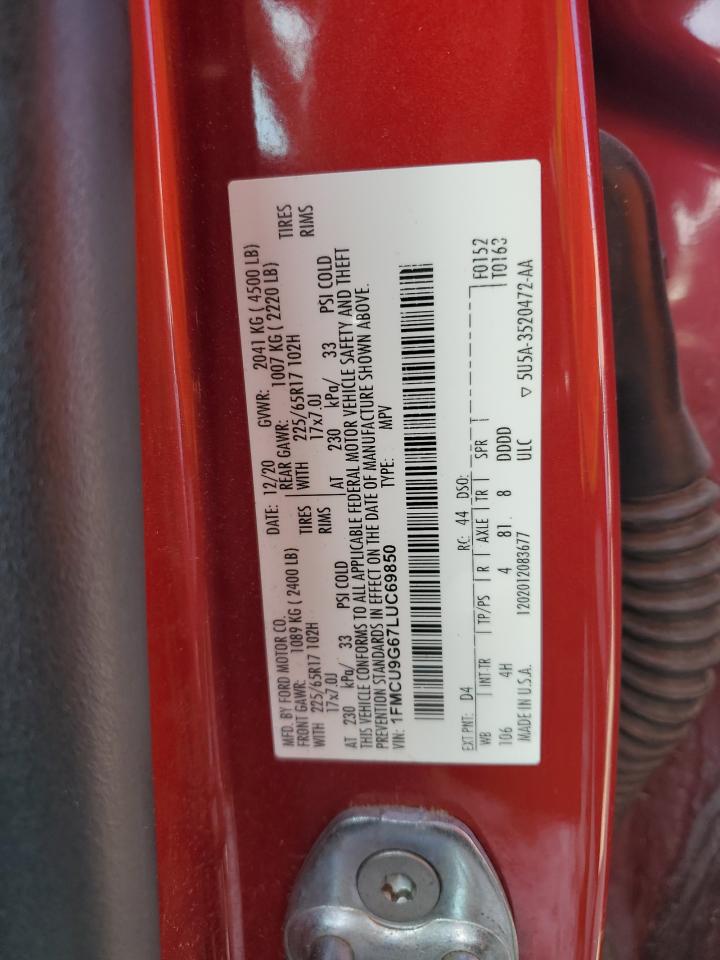 MFD. BY FORD MOTOR CO.
DATE: 12/20 GVWR: 2041 KG ( 4500 LB)
FRONT GAWR: 1089 KG ( 2400 LB) REAR GAWR: 1007 KG ( 2220 LB)
WITH 225/65R17 102H TIRES WITH 225/65R17 102H TIRES
17x7.0J RIMS 17x7.0J RIMS
AT 230 kPa/ 33 PSI COLD AT 230 kPa/ 33 PSI COLD
THIS VEHICLE CONFORMS TO ALL APPLICABLE FEDERAL MOTOR VEHICLE SAFETY AND THEFT
PREVENTION STANDARDS IN EFFECT ON THE DATE OF MANUFACTURE SHOWN ABOVE.
VIN: 1FMCU9G67LUC69850 TYPE: MPV
F0152
T0163
EXT PNT: D4 RC: 44 DSO:
WB INT TR TP/PS R AXLE TR SPR
106 4H 4 81 8 DDDD
MADE IN U.S.A. 1202012083677 ULC ▽ 5U5A-3520472-AA